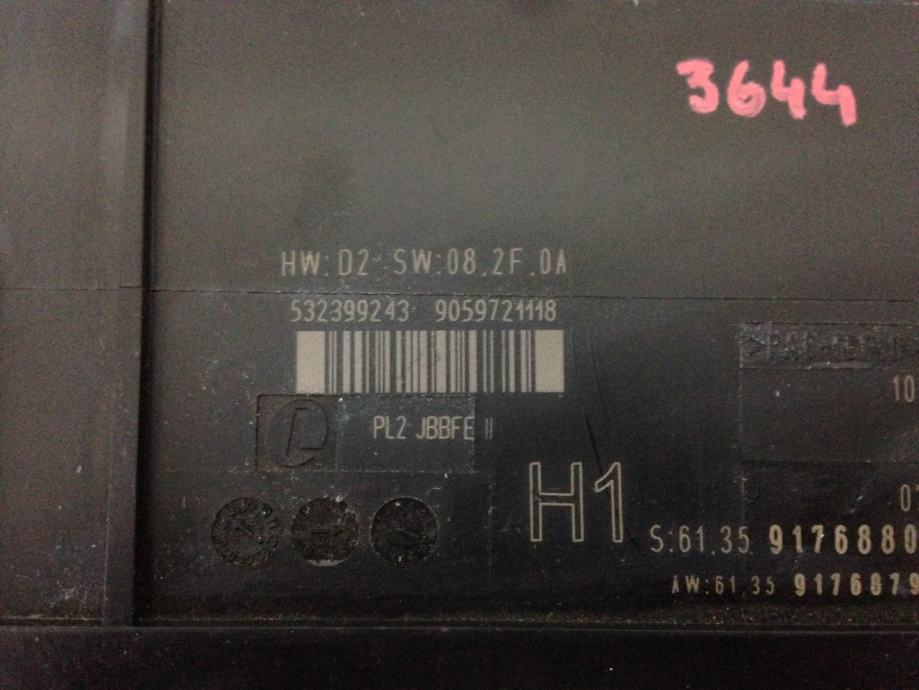 3644
HW:D2 SW:08.2F.0A
532399243 9059721118
PL2 JBBFE II
10
H1
S:61.35 9176880
AW:61.35 9176879